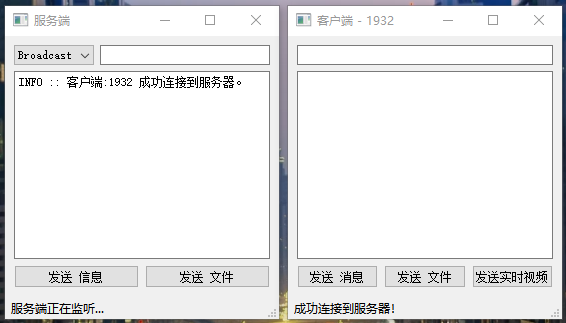 服务端
Broadcast
INFO :: 客户端:1932 成功连接到服务器。
发送 信息
发送 文件
服务端正在监听...
客户端 - 1932
发送 消息
发送 文件
发送实时视频
成功连接到服务器!